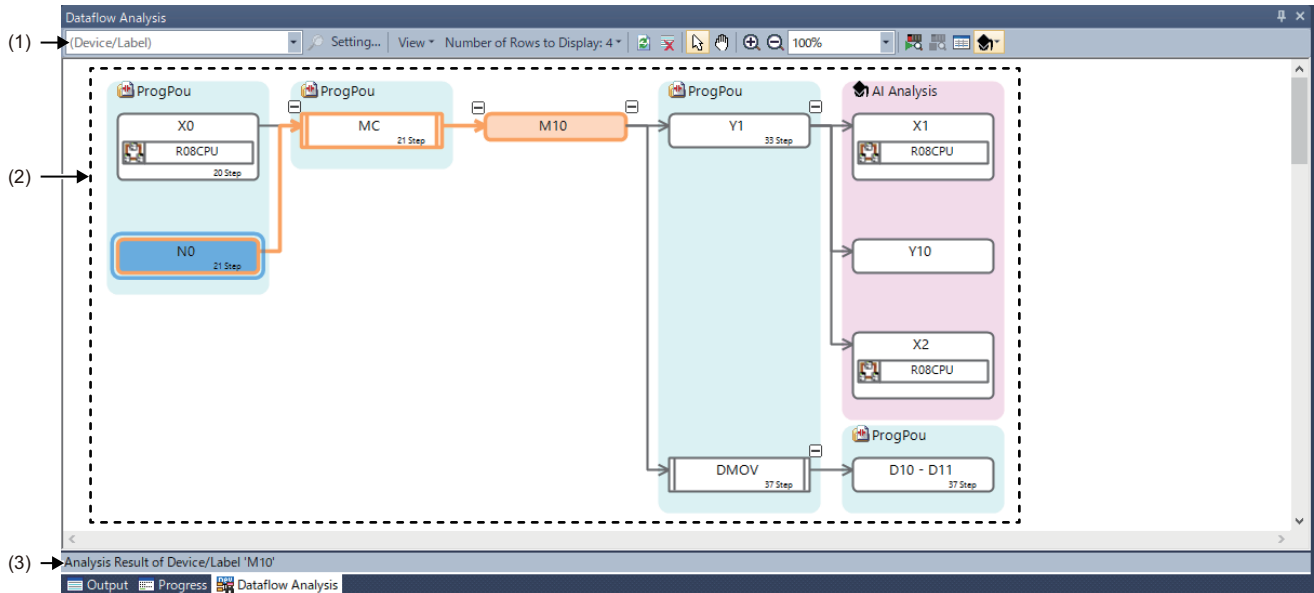 Dataflow Analysis
(1)
(Device/Label)
Setting...
View
Number of Rows to Display: 4
100%
(2)
ProgPou
X0
R08CPU
20 Step
N0
21 Step
ProgPou
MC
21 Step
M10
ProgPou
Y1
33 Step
DMOV
37 Step
AI Analysis
X1
R08CPU
Y10
X2
R08CPU
ProgPou
D10 - D11
37 Step
(3)
Analysis Result of Device/Label 'M10'
Output
Progress
Dataflow Analysis